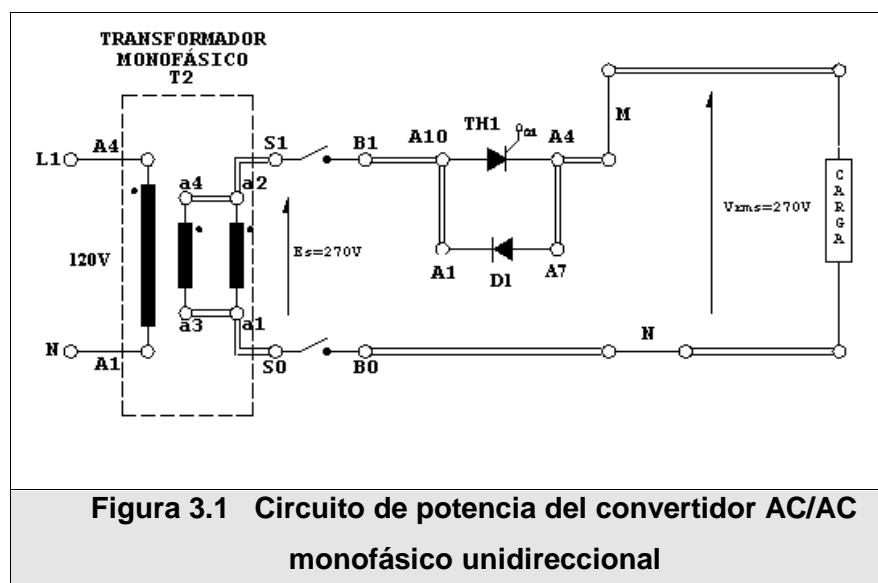 TRANSFORMADOR
MONOFÁSICO
T2
L1
A4
120V
N
A1
a4
a2
a3
a1
S1
B1
Es=270V
S0
B0
A10
TH1
A4
A1
D1
A7
M
N
Vrms=270V
CARGA
Figura 3.1 Circuito de potencia del convertidor AC/AC
monofásico unidireccional